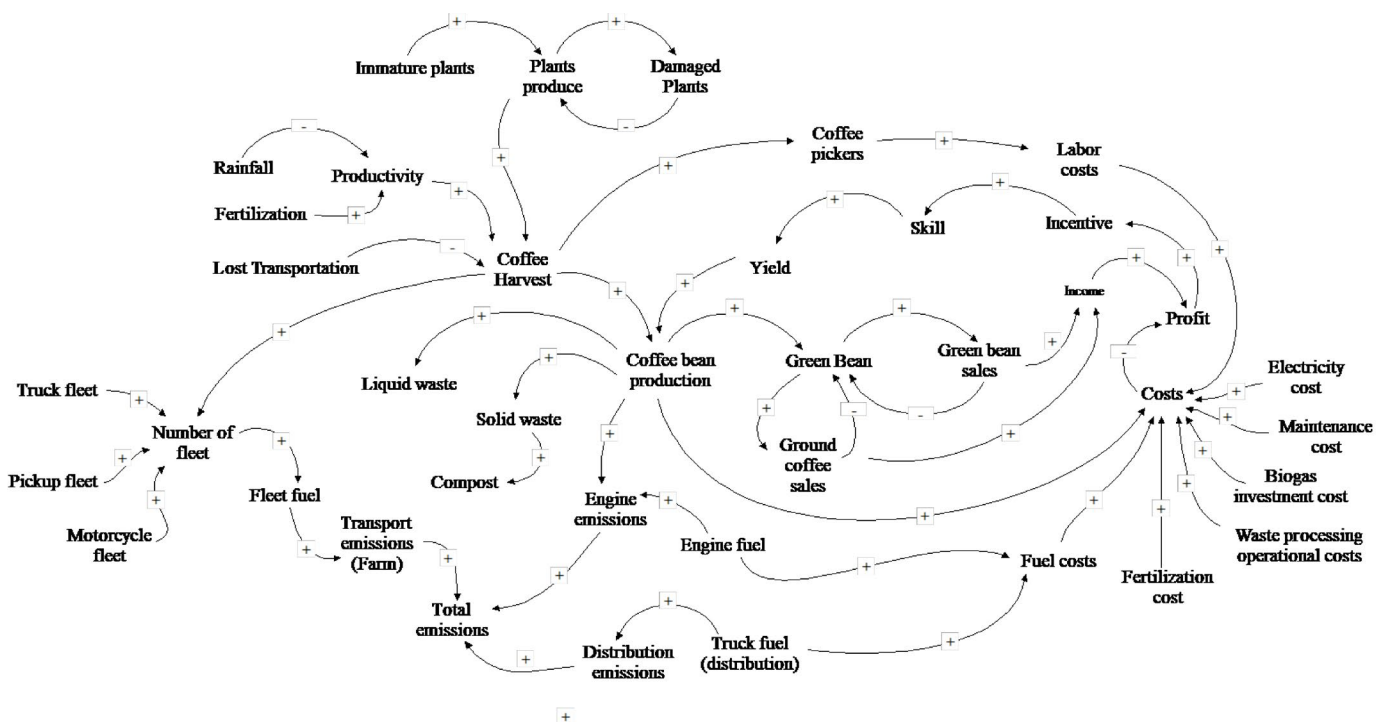 +
+
Immature plants
Plants
produce
Damaged
Plants
-
-
Rainfall
Productivity
+
Fertilization
+
+
Lost Transportation
-
Coffee
Harvest
+
Coffee
pickers
+
Labor
costs
+
Incentive
+
Skill
+
Yield
+
+
+
+
Income
+
+
Profit
-
+
Liquid waste
+
Coffee bean
production
+
Green Bean
+
Green bean
sales
+
-
+
-
Ground
coffee
sales
+
Costs
+
Electricity
cost
+
Maintenance
cost
+
Biogas
investment cost
+
Waste processing
operational costs
+
Fertilization
cost
Truck fleet
+
Number of
fleet
Pickup fleet
+
+
Motorcycle
fleet
+
Fleet fuel
+
Transport
emissions
(Farm)
+
Solid waste
+
Compost
+
Engine
emissions
+
Engine fuel
+
+
+
Fuel costs
+
Total
emissions
+
Distribution
emissions
+
Truck fuel
(distribution)
+
+
+